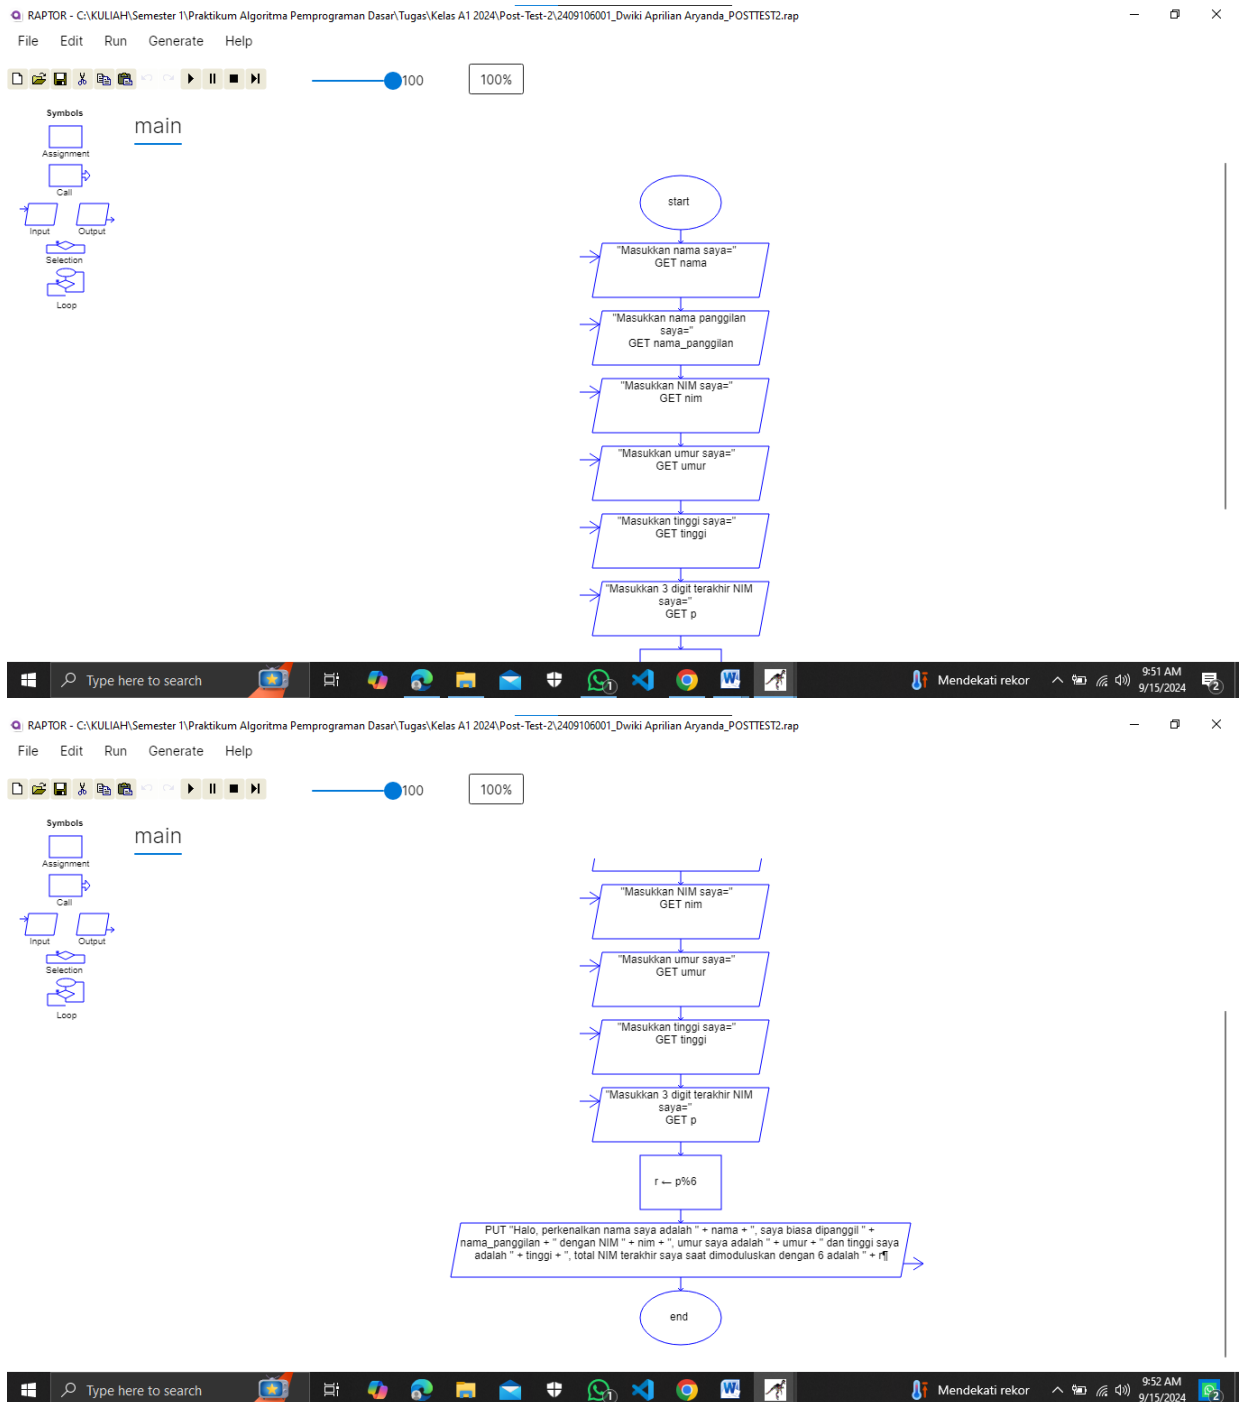 RAPTOR - C:\KULIAH\Semester 1\Praktikum Algoritma Pemprograman Dasar\Tugas\Kelas A1 2024\Post-Test-2\2409106001_Dwiki Aprilian Aryanda_POSTTEST2.rap
File Edit Run Generate Help
100
100%
Symbols
Assignment
Call
Input Output
Selection
Loop
main
start
"Masukkan nama saya="
GET nama
"Masukkan nama panggilan
saya="
GET nama_panggilan
"Masukkan NIM saya="
GET nim
"Masukkan umur saya="
GET umur
"Masukkan tinggi saya="
GET tinggi
"Masukkan 3 digit terakhir NIM
saya="
GET p
Type here to search
1
Mendekati rekor
9:51 AM
9/15/2024
2
RAPTOR - C:\KULIAH\Semester 1\Praktikum Algoritma Pemprograman Dasar\Tugas\Kelas A1 2024\Post-Test-2\2409106001_Dwiki Aprilian Aryanda_POSTTEST2.rap
File Edit Run Generate Help
100
100%
Symbols
Assignment
Call
Input Output
Selection
Loop
main
"Masukkan NIM saya="
GET nim
"Masukkan umur saya="
GET umur
"Masukkan tinggi saya="
GET tinggi
"Masukkan 3 digit terakhir NIM
saya="
GET p
r ← p%6
PUT "Halo, perkenalkan nama saya adalah " + nama + ", saya biasa dipanggil " +
nama_panggilan + " dengan NIM " + nim + ", umur saya adalah " + umur + " dan tinggi saya
adalah " + tinggi + ", total NIM terakhir saya saat dimoduluskan dengan 6 adalah " + r¶
end
Type here to search
1
Mendekati rekor
9:52 AM
9/15/2024
2